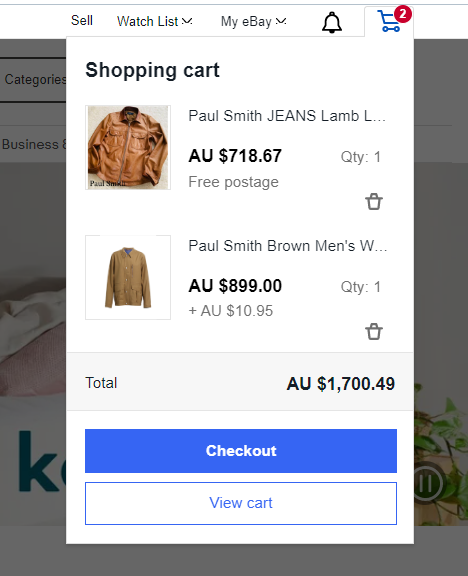 Sell Watch List My eBay 2
Shopping cart
Categories
Business &
Paul Smith JEANS Lamb L...
AU $718.67 Qty: 1
Free postage
Paul Smith
Paul Smith Brown Men's W...
AU $899.00 Qty: 1
+ AU $10.95
Total AU $1,700.49
Checkout
View cart